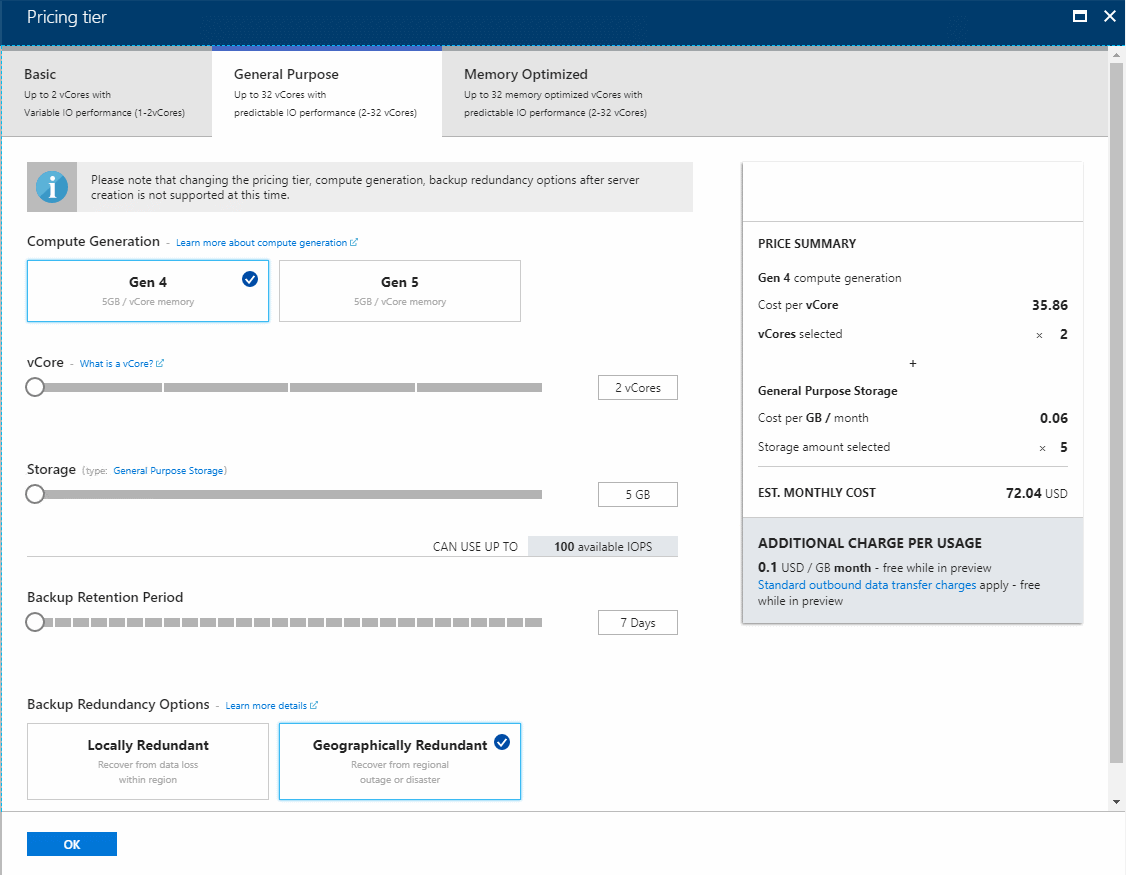 Pricing tier
Basic
Up to 2 vCores with
Variable IO performance (1-2vCores)
General Purpose
Up to 32 vCores with
predictable IO performance (2-32 vCores)
Memory Optimized
Up to 32 memory optimized vCores with
predictable IO performance (2-32 vCores)
Please note that changing the pricing tier, compute generation, backup redundancy options after server
creation is not supported at this time.
Compute Generation - Learn more about compute generation
Gen 4
5GB / vCore memory
Gen 5
5GB / vCore memory
vCore - What is a vCore?
2 vCores
Storage (type: General Purpose Storage)
5 GB
CAN USE UP TO 100 available IOPS
Backup Retention Period
7 Days
Backup Redundancy Options - Learn more details
Locally Redundant
Recover from data loss
within region
Geographically Redundant
Recover from regional
outage or disaster
OK
PRICE SUMMARY
Gen 4 compute generation
Cost per vCore 35.86
vCores selected × 2
+
General Purpose Storage
Cost per GB / month 0.06
Storage amount selected × 5
EST. MONTHLY COST 72.04 USD
ADDITIONAL CHARGE PER USAGE
0.1 USD / GB month - free while in preview
Standard outbound data transfer charges apply - free
while in preview